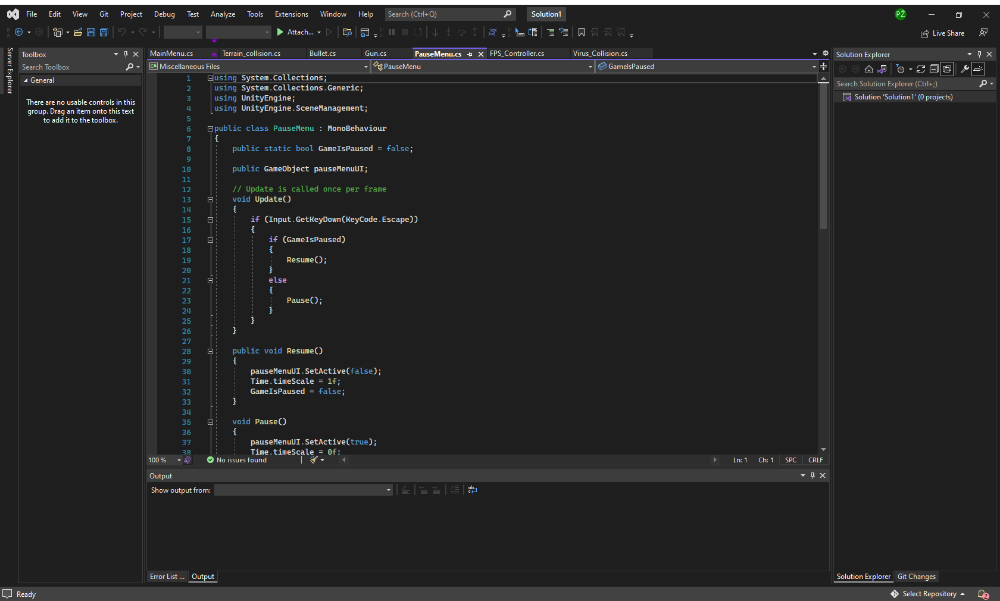 File Edit View Git Project Debug Test Analyze Tools Extensions Window Help Search (Ctrl+Q) Solution1 PŽ
Attach... Live Share
Server Explorer
Toolbox
Search Toolbox
General
There are no usable controls in this
group. Drag an item onto this text
to add it to the toolbox.
MainMenu.cs Terrain_collision.cs Bullet.cs Gun.cs PauseMenu.cs FPS_Controller.cs Virus_Collision.cs
C# Miscellaneous Files PauseMenu GameIsPaused
1 using System.Collections;
2 using System.Collections.Generic;
3 using UnityEngine;
4 using UnityEngine.SceneManagement;
5
6 public class PauseMenu : MonoBehaviour
7 {
8 public static bool GameIsPaused = false;
9
10 public GameObject pauseMenuUI;
11
12 // Update is called once per frame
13 void Update()
14 {
15 if (Input.GetKeyDown(KeyCode.Escape))
16 {
17 if (GameIsPaused)
18 {
19 Resume();
20 }
21 else
22 {
23 Pause();
24 }
25 }
26 }
27
28 public void Resume()
29 {
30 pauseMenuUI.SetActive(false);
31 Time.timeScale = 1f;
32 GameIsPaused = false;
33 }
34
35 void Pause()
36 {
37 pauseMenuUI.SetActive(true);
38 Time.timeScale = 0f;
100 % No issues found Ln: 1 Ch: 1 SPC CRLF
Output
Show output from:
Error List ... Output
Solution Explorer
Search Solution Explorer (Ctrl+;)
Solution 'Solution1' (0 projects)
Solution Explorer Git Changes
Ready Select Repository 2